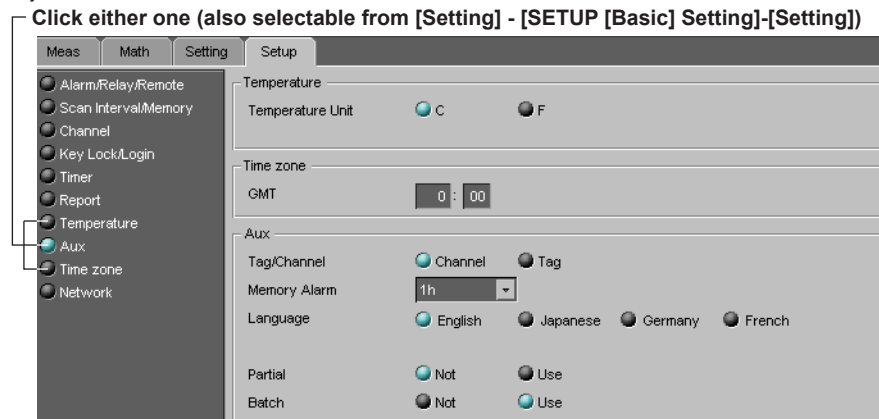 Click either one (also selectable from [Setting] - [SETUP [Basic] Setting]-[Setting])
Meas Math Setting Setup
Alarm/Relay/Remote
Scan Interval/Memory
Channel
Key Lock/Login
Timer
Report
Temperature
Aux
Time zone
Network
Temperature
Temperature Unit C F
Time zone
GMT 0 : 00
Aux
Tag/Channel Channel Tag
Memory Alarm 1h
Language English Japanese Germany French
Partial Not Use
Batch Not Use